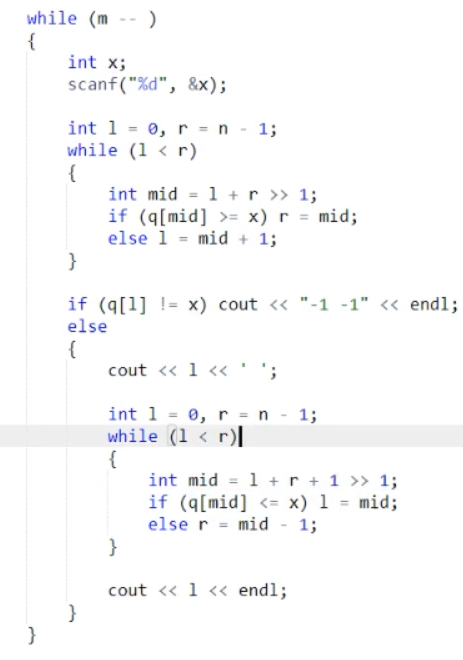 while (m -- )
{
    int x;
    scanf("%d", &x);

    int l = 0, r = n - 1;
    while (l < r)
    {
        int mid = l + r >> 1;
        if (q[mid] >= x) r = mid;
        else l = mid + 1;
    }

    if (q[l] != x) cout << "-1 -1" << endl;
    else
    {
        cout << l << ' ';

        int l = 0, r = n - 1;
        while (l < r)
        {
            int mid = l + r + 1 >> 1;
            if (q[mid] <= x) l = mid;
            else r = mid - 1;
        }

        cout << l << endl;
    }
}